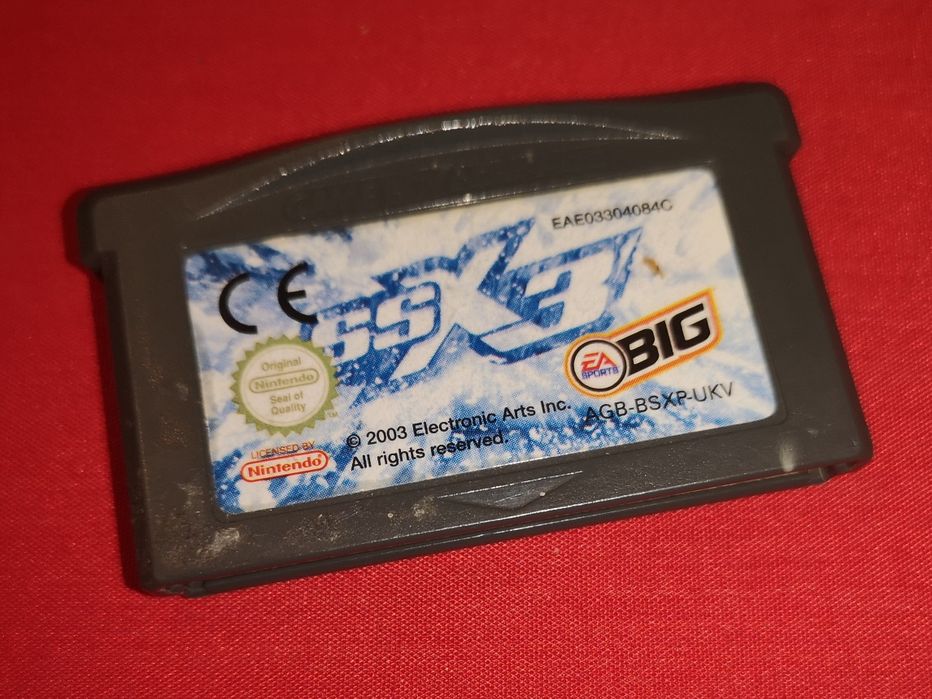 EAE03304084C
CE
SSX3
EA
SPORTS
BIG
Original
Nintendo
Seal of
Quality
TM
LICENSED BY
Nintendo
© 2003 Electronic Arts Inc.
All rights reserved.
AGB-BSXP-UKV